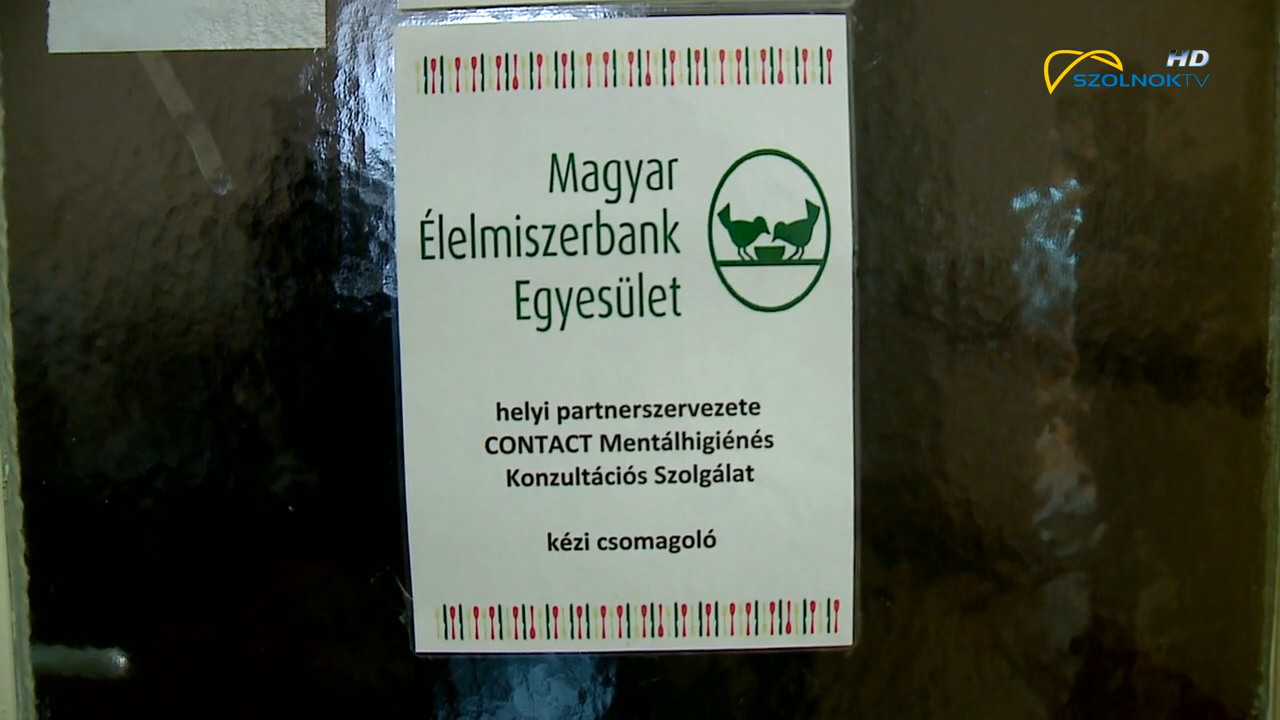 HD
SZOLNOKTV
Magyar
Élelmiszerbank
Egyesület
helyi partnerszervezete
CONTACT Mentálhigiénés
Konzultációs Szolgálat
kézi csomagoló